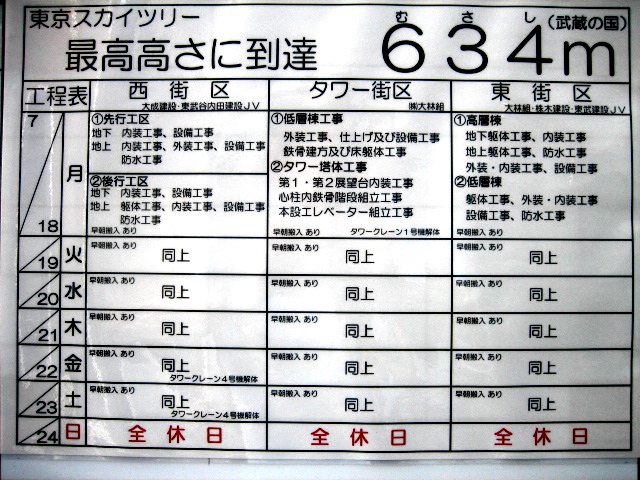 東京スカイツリー
最高高さに到達 634m (武蔵の国)
むさし
工程表 西街区 タワー街区 東街区
大成建設・東武谷内田建設JV ㈱大林組 大林組・株木建設・東武建設JV
7/18 月
①先行工区
地下 内装工事、設備工事
地上 内装工事、外装工事、設備工事
防水工事
②後行工区
地下 内装工事、設備工事
地上 躯体工事、内装工事、設備工事
防水工事
早朝搬入 あり
①低層棟工事
外装工事、仕上げ及び設備工事
鉄骨建方及び床躯体工事
②タワー塔体工事
第1・第2展望台内装工事
心柱内鉄骨階段組立工事
本設エレベーター組立工事
早朝搬入 あり タワークレーン1号機解体
①高層棟
地下躯体工事、内装工事
地上躯体工事、防水工事
外装・内装工事、設備工事
②低層棟
躯体工事、外装・内装工事
設備工事、防水工事
早朝搬入 あり
19 火 早朝搬入 あり 同上 早朝搬入 あり 同上 早朝搬入 あり 同上
20 水 早朝搬入 あり 同上 早朝搬入 あり 同上 早朝搬入 あり 同上
21 木 早朝搬入 あり 同上 早朝搬入 あり 同上 早朝搬入 あり 同上
22 金 早朝搬入 あり 同上 タワークレーン4号機解体 早朝搬入 あり 同上 早朝搬入 あり 同上
23 土 早朝搬入 あり 同上 タワークレーン4号機解体 早朝搬入 あり 同上 早朝搬入 あり 同上
24 日 全休日 全休日 全休日